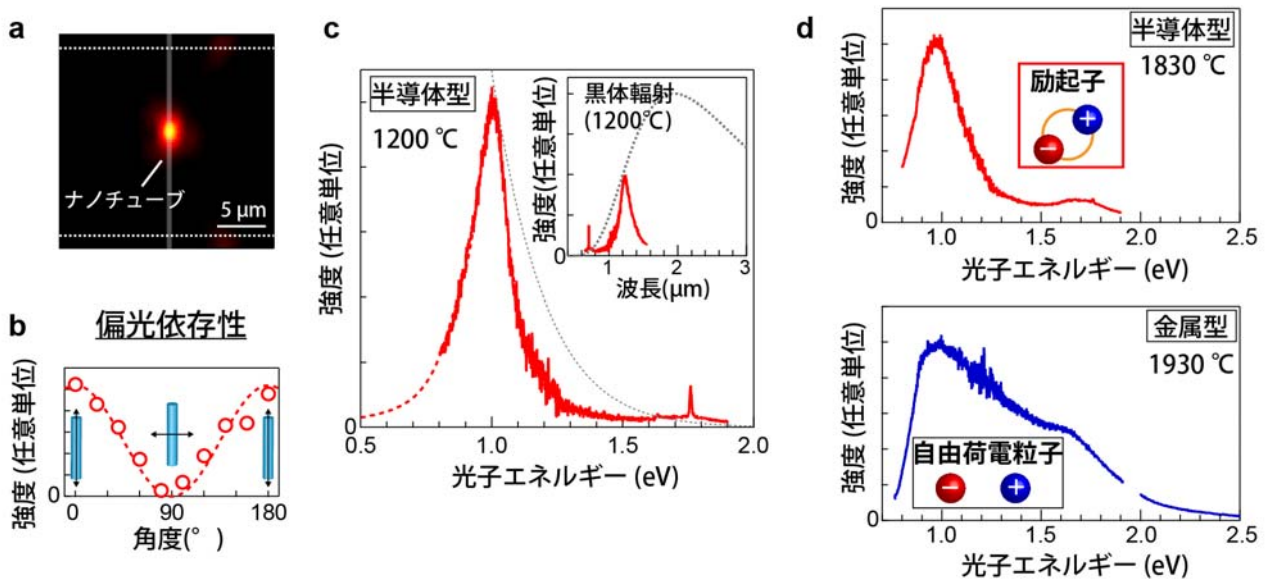 a
ナノチューブ
5 μm
b
偏光依存性
強度 (任意単位)
0
0
90
180
角度(°)
c
半導体型
1200 ℃
強度 (任意単位)
0
0.5
1.0
1.5
2.0
光子エネルギー (eV)
黒体輻射
(1200℃)
強度(任意単位)
0
1
2
3
波長(μm)
d
半導体型
1830 ℃
励起子
+
−
強度 (任意単位)
0
1.0
1.6
2.0
2.5
光子エネルギー (eV)
金属型
1930 ℃
自由荷電粒子
−
+
強度 (任意単位)
0
1.0
1.6
2.0
2.5
光子エネルギー (eV)